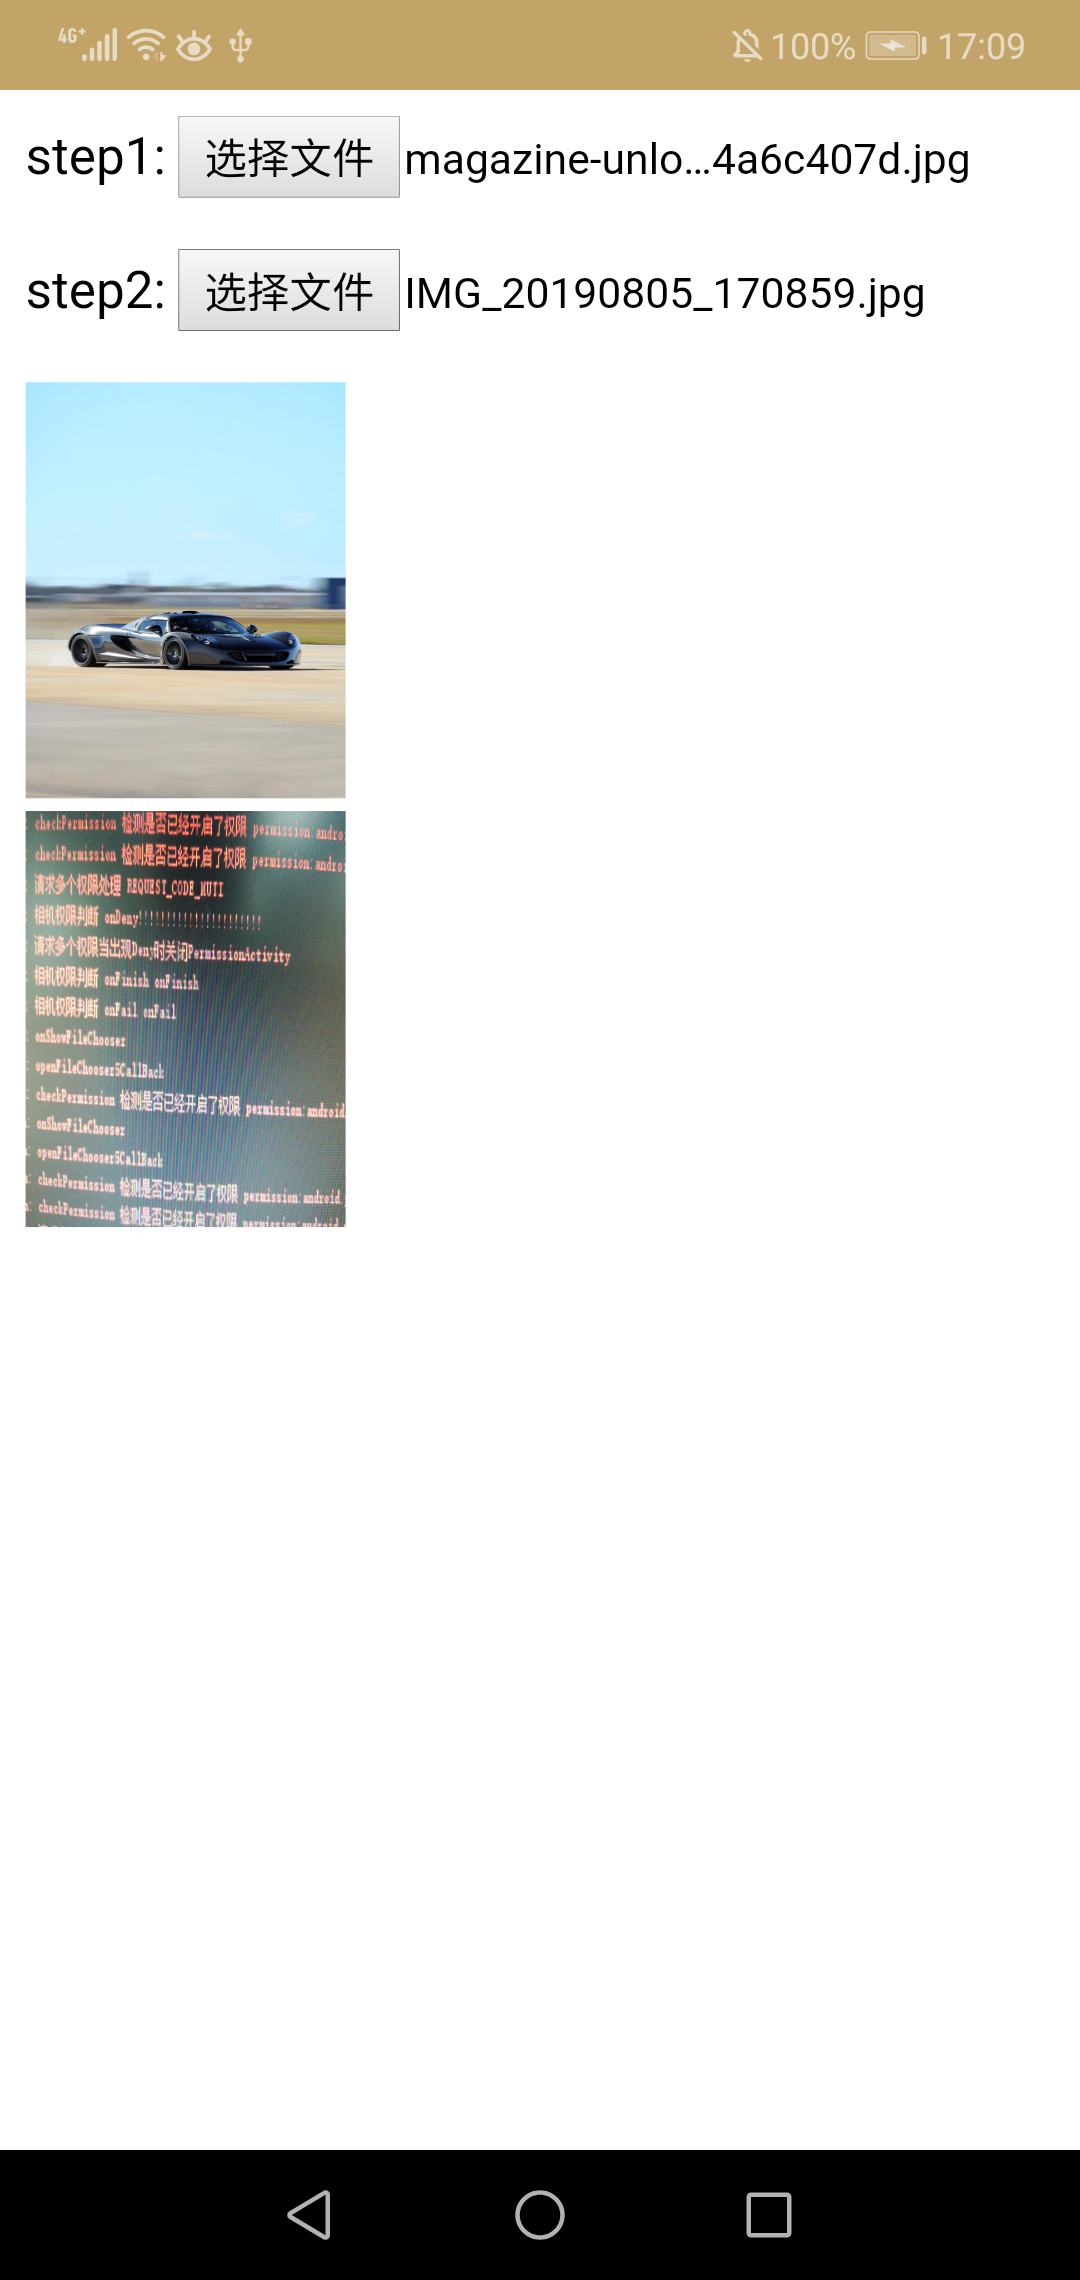 4G+ 100% 17:09
step1: 选择文件 magazine-unlo...4a6c407d.jpg
step2: 选择文件 IMG_20190805_170859.jpg
: checkPermission 检测是否已经开启了权限 permission:androi
: checkPermission 检测是否已经开启了权限 permission:androi
: 请求多个权限处理 REQUEST_CODE_MUTI
: 相机权限判断 onDeny!!!!!!!!!!!!!!!!!!!!!
: 请求多个权限当出现Deny时关闭PermissionActivity
: 相机权限判断 onFinish onFinish
: 相机权限判断 onFail onFail
: onShowFileChooser
: openFileChooser5CallBack
: checkPermission 检测是否已经开启了权限 permission:android
: onShowFileChooser
: openFileChooser5CallBack
: checkPermission 检测是否已经开启了权限 permission:android
: checkPermission 检测是否已经开启了权限 permission:android